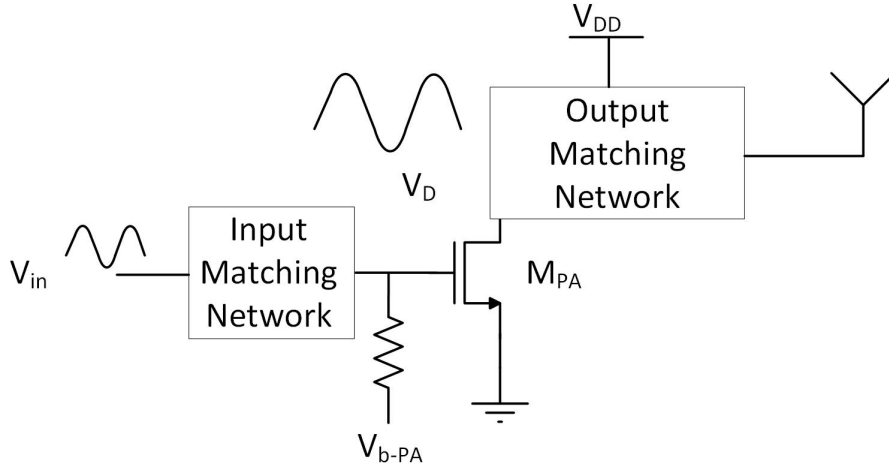 V_DD
Output
Matching
Network
V_D
Input
Matching
Network
V_in
M_PA
V_b-PA